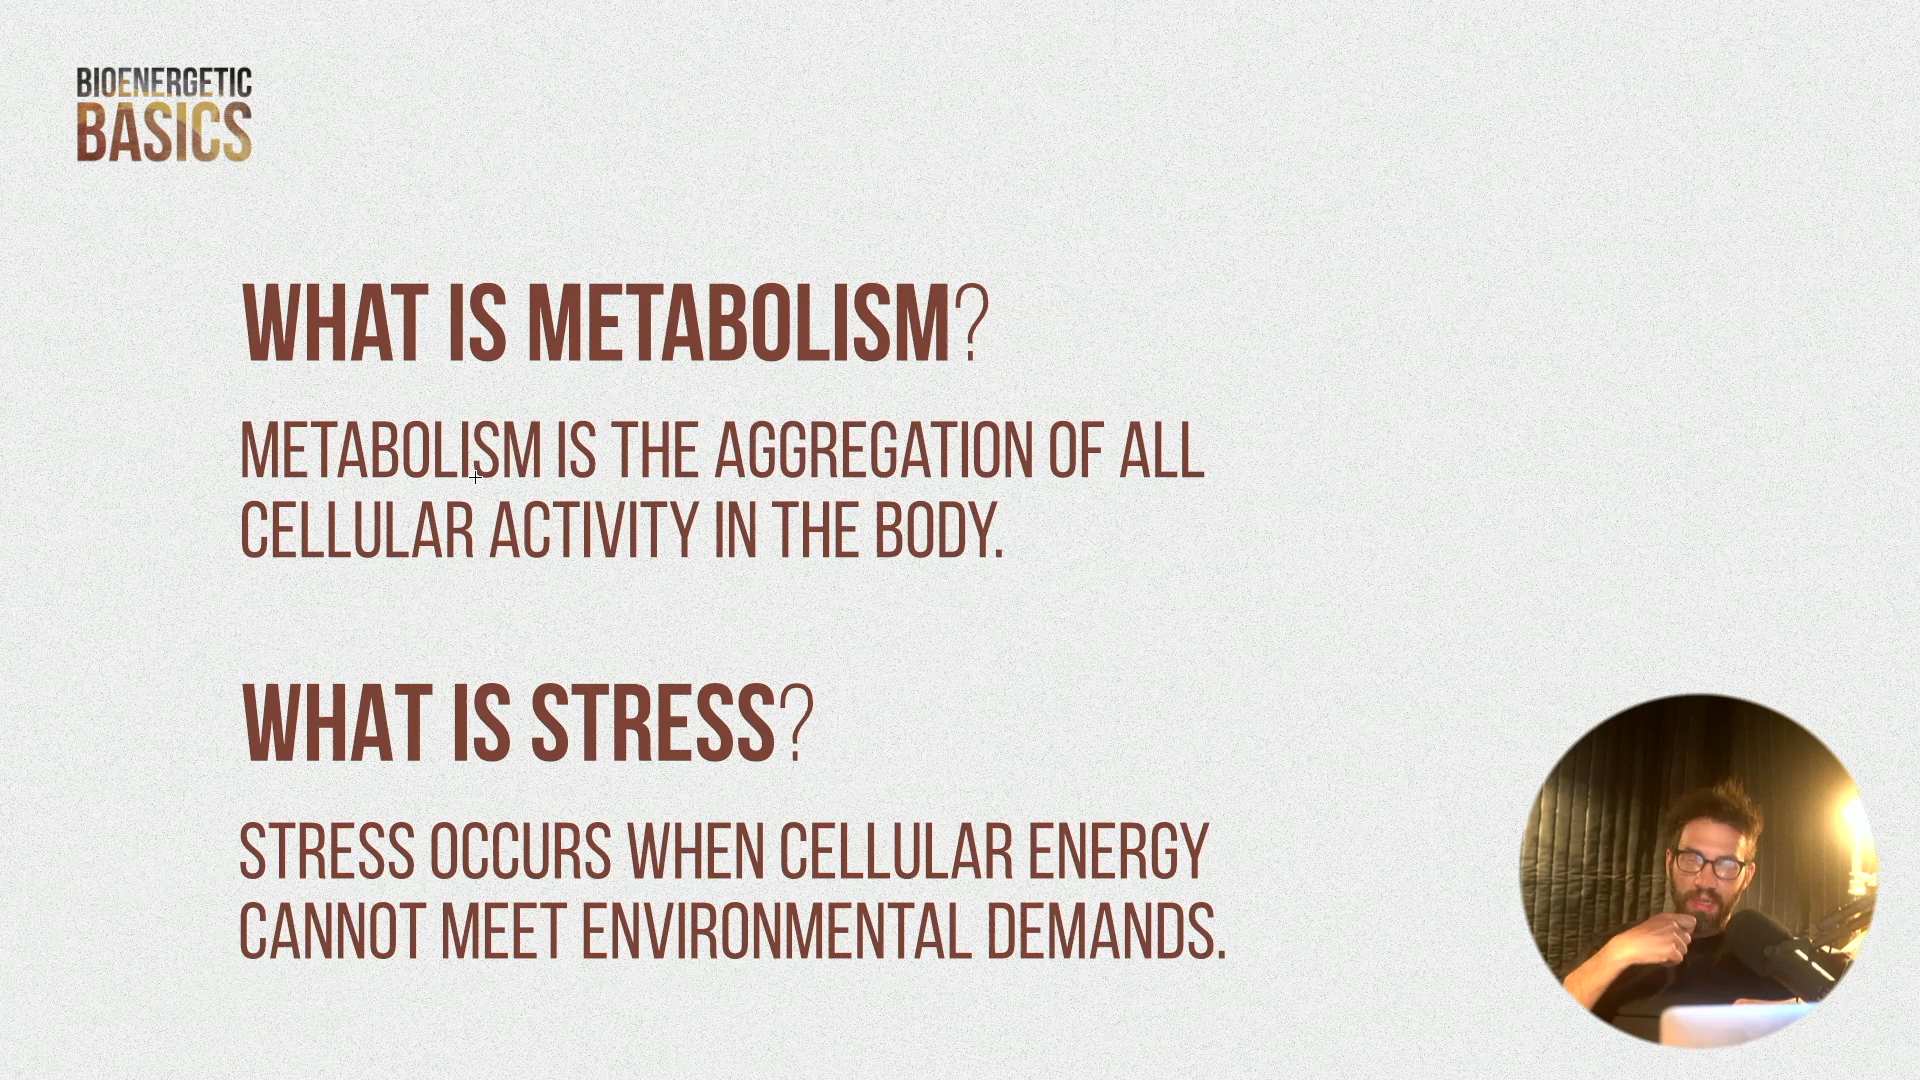 BIOENERGETIC
BASICS
WHAT IS METABOLISM?
METABOLISM IS THE AGGREGATION OF ALL
CELLULAR ACTIVITY IN THE BODY.
WHAT IS STRESS?
STRESS OCCURS WHEN CELLULAR ENERGY
CANNOT MEET ENVIRONMENTAL DEMANDS.